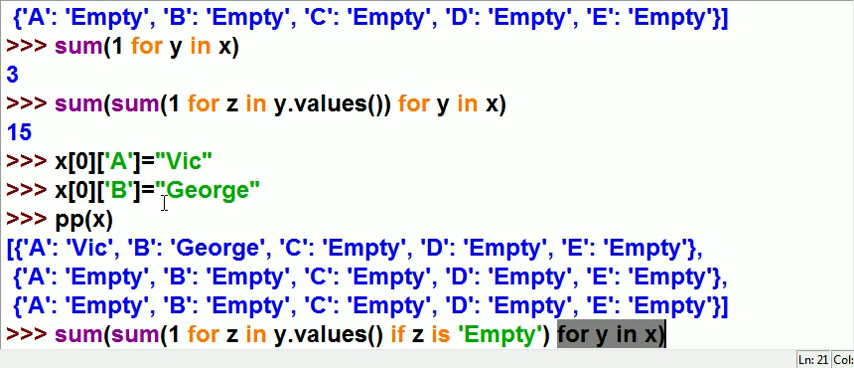 {'A': 'Empty', 'B': 'Empty', 'C': 'Empty', 'D': 'Empty', 'E': 'Empty'}]
>>> sum(1 for y in x)
3
>>> sum(sum(1 for z in y.values()) for y in x)
15
>>> x[0]['A']="Vic"
>>> x[0]['B']="George"
>>> pp(x)
[{'A': 'Vic', 'B': 'George', 'C': 'Empty', 'D': 'Empty', 'E': 'Empty'},
{'A': 'Empty', 'B': 'Empty', 'C': 'Empty', 'D': 'Empty', 'E': 'Empty'},
{'A': 'Empty', 'B': 'Empty', 'C': 'Empty', 'D': 'Empty', 'E': 'Empty'}]
>>> sum(sum(1 for z in y.values() if z is 'Empty') for y in x)
Ln: 21 Col: